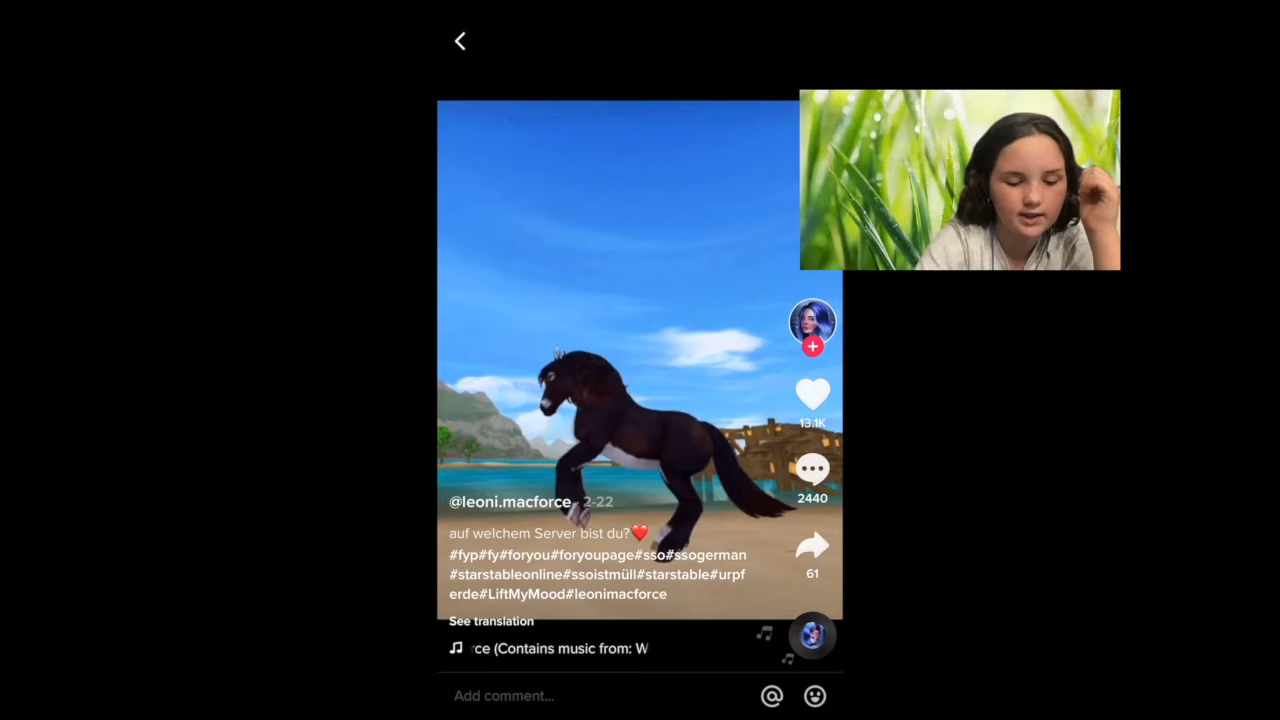 13.1K
2440
@leoni.macforce 2-22
auf welchem Server bist du?❤️
#fyp#fy#foryou#foryoupage#sso#ssogerman
#starstableonline#ssoistmüll#starstable#urpf
erde#LiftMyMood#leonimacforce
61
See translation
rce (Contains music from: W
Add comment...